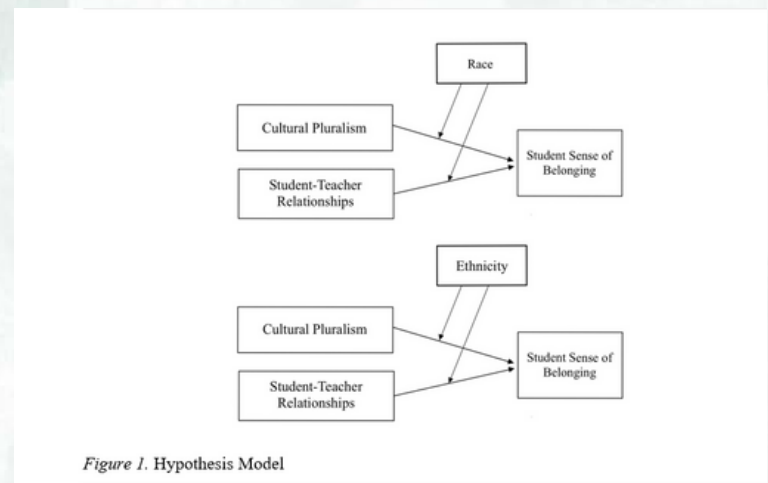 Race
Cultural Pluralism
Student Sense of
Belonging
Student-Teacher
Relationships
Ethnicity
Cultural Pluralism
Student Sense of
Belonging
Student-Teacher
Relationships
Figure 1. Hypothesis Model